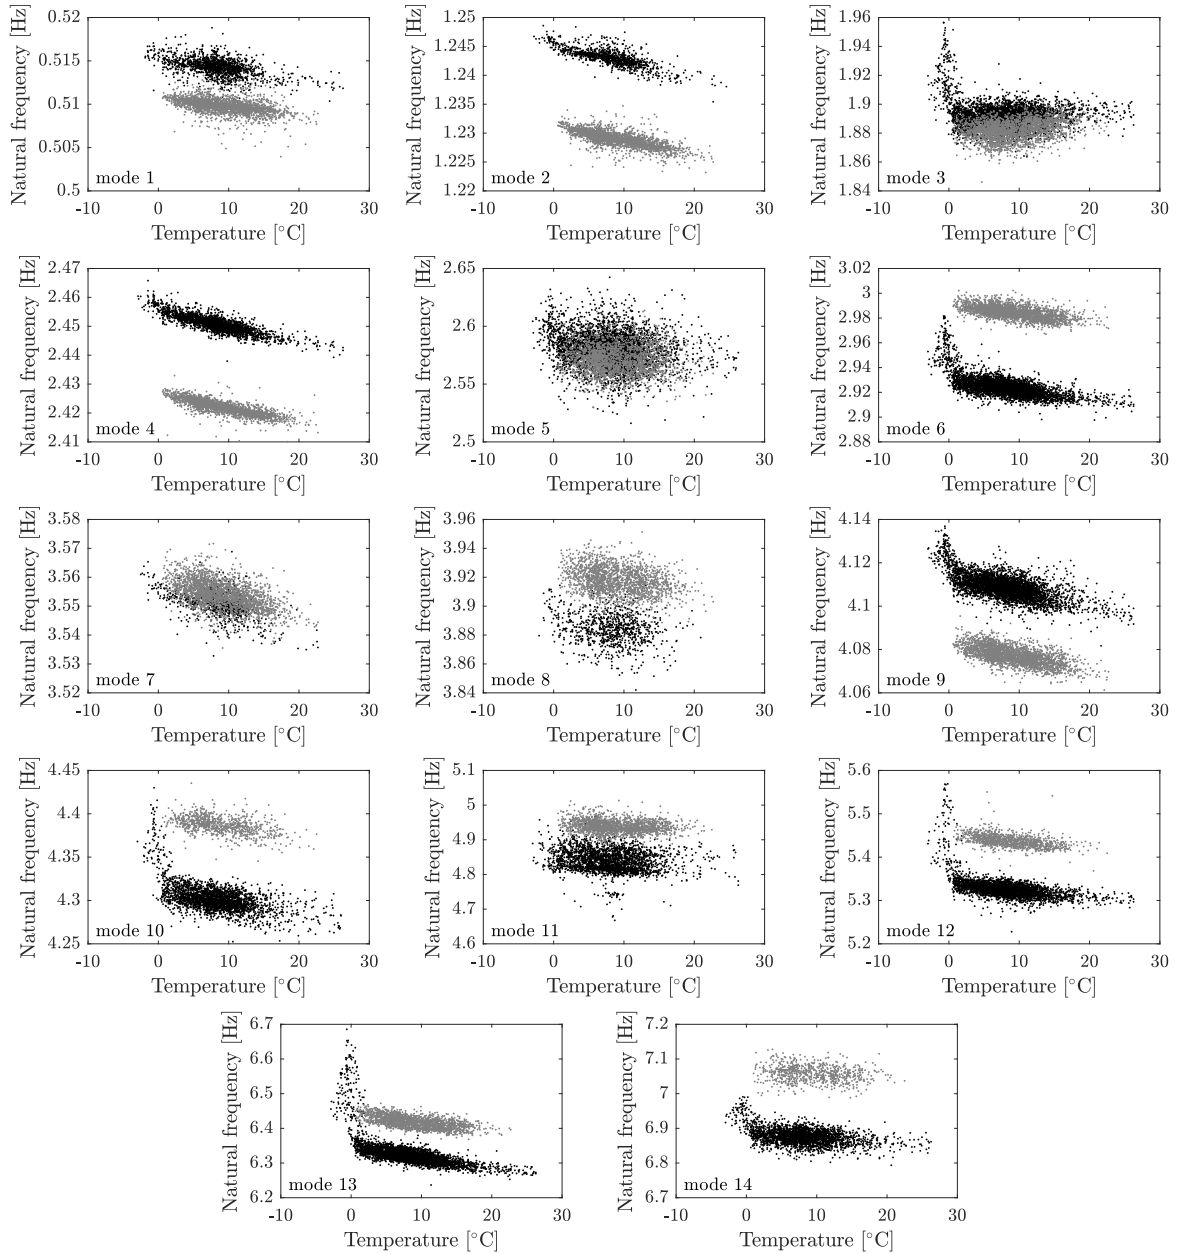 Natural frequency [Hz]
0.52
0.515
0.51
0.505
0.5
mode 1
-10 0 10 20 30
Temperature [°C]
Natural frequency [Hz]
1.25
1.245
1.24
1.235
1.23
1.225
1.22
mode 2
-10 0 10 20 30
Temperature [°C]
Natural frequency [Hz]
1.96
1.94
1.92
1.9
1.88
1.86
1.84
mode 3
-10 0 10 20 30
Temperature [°C]
Natural frequency [Hz]
2.47
2.46
2.45
2.44
2.43
2.42
2.41
mode 4
-10 0 10 20 30
Temperature [°C]
Natural frequency [Hz]
2.65
2.6
2.55
2.5
mode 5
-10 0 10 20 30
Temperature [°C]
Natural frequency [Hz]
3.02
3
2.98
2.96
2.94
2.92
2.9
2.88
mode 6
-10 0 10 20 30
Temperature [°C]
Natural frequency [Hz]
3.58
3.57
3.56
3.55
3.54
3.53
3.52
mode 7
-10 0 10 20 30
Temperature [°C]
Natural frequency [Hz]
3.96
3.94
3.92
3.9
3.88
3.86
3.84
mode 8
-10 0 10 20 30
Temperature [°C]
Natural frequency [Hz]
4.14
4.12
4.1
4.08
4.06
mode 9
-10 0 10 20 30
Temperature [°C]
Natural frequency [Hz]
4.45
4.4
4.35
4.3
4.25
mode 10
-10 0 10 20 30
Temperature [°C]
Natural frequency [Hz]
5.1
5
4.9
4.8
4.7
4.6
mode 11
-10 0 10 20 30
Temperature [°C]
Natural frequency [Hz]
5.6
5.5
5.4
5.3
5.2
mode 12
-10 0 10 20 30
Temperature [°C]
Natural frequency [Hz]
6.7
6.6
6.5
6.4
6.3
6.2
mode 13
-10 0 10 20 30
Temperature [°C]
Natural frequency [Hz]
7.2
7.1
7
6.9
6.8
6.7
mode 14
-10 0 10 20 30
Temperature [°C]